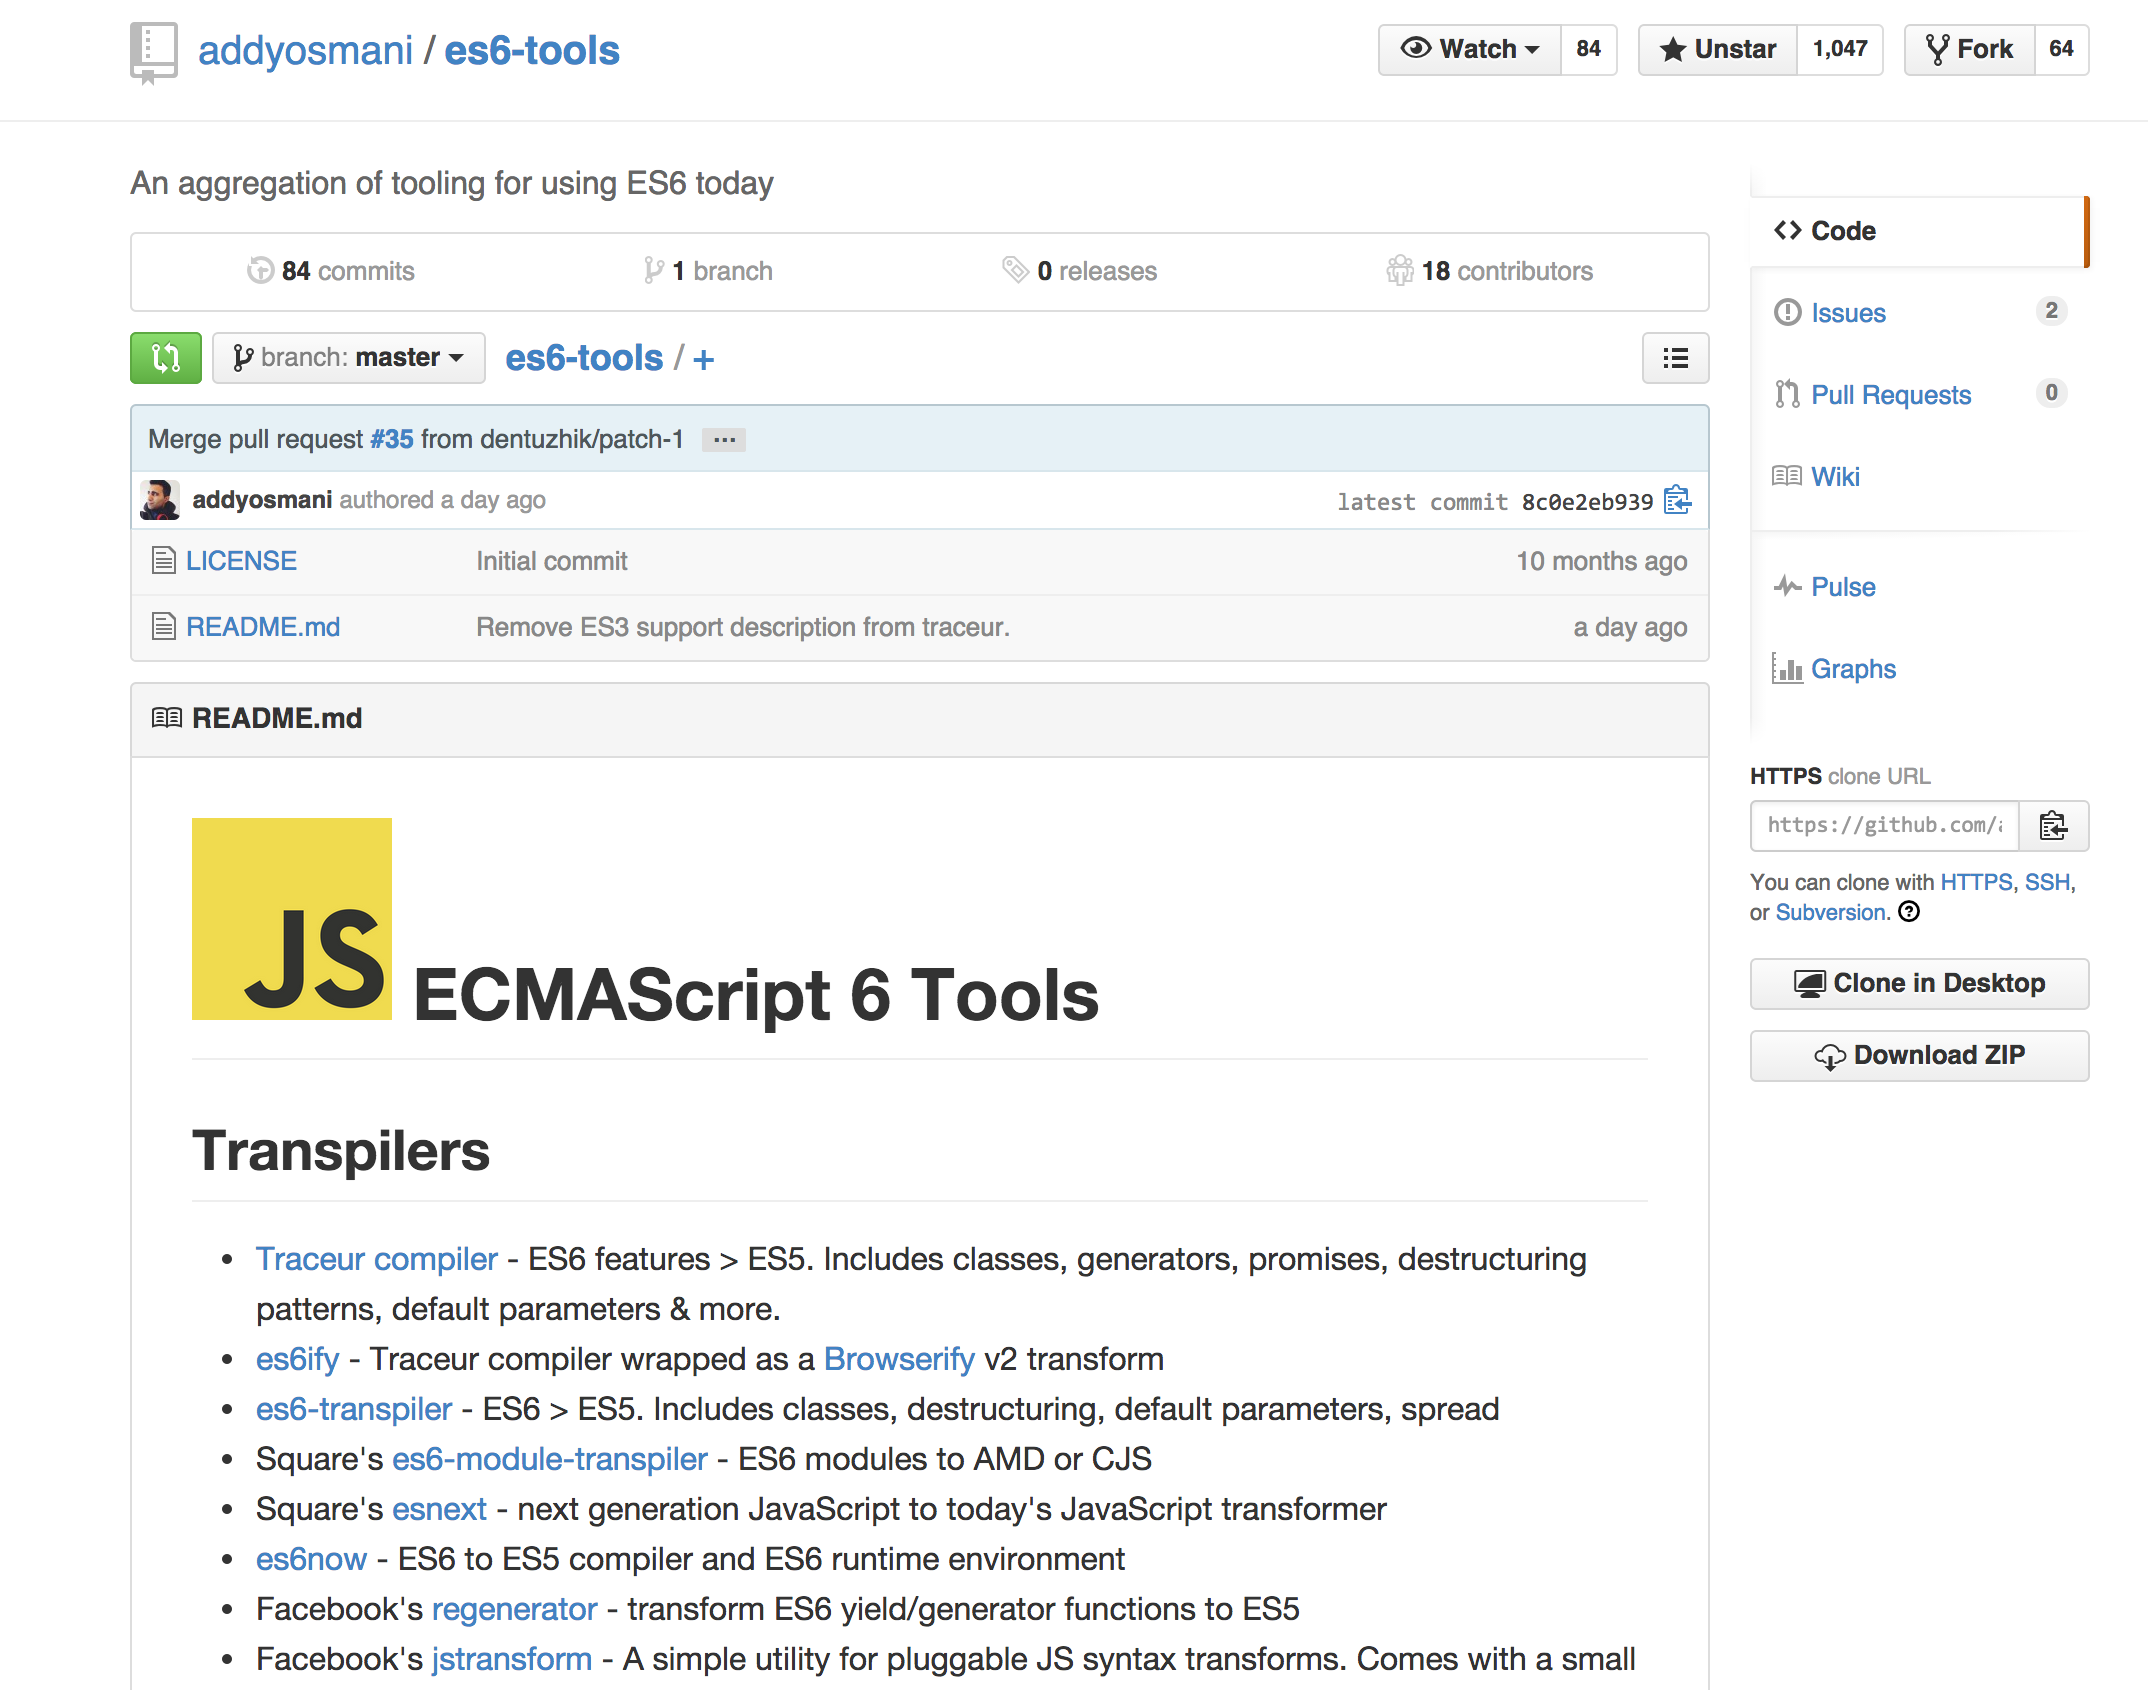 addyosmani / es6-tools
Watch 84 Unstar 1,047 Fork 64
An aggregation of tooling for using ES6 today
84 commits 1 branch 0 releases 18 contributors
branch: master es6-tools / +
Merge pull request #35 from dentuzhik/patch-1 ...
addyosmani authored a day ago latest commit 8c0e2eb939
LICENSE Initial commit 10 months ago
README.md Remove ES3 support description from traceur. a day ago
README.md
JS ECMAScript 6 Tools
Transpilers
• Traceur compiler - ES6 features > ES5. Includes classes, generators, promises, destructuring
patterns, default parameters & more.
• es6ify - Traceur compiler wrapped as a Browserify v2 transform
• es6-transpiler - ES6 > ES5. Includes classes, destructuring, default parameters, spread
• Square's es6-module-transpiler - ES6 modules to AMD or CJS
• Square's esnext - next generation JavaScript to today's JavaScript transformer
• es6now - ES6 to ES5 compiler and ES6 runtime environment
• Facebook's regenerator - transform ES6 yield/generator functions to ES5
• Facebook's jstransform - A simple utility for pluggable JS syntax transforms. Comes with a small
Code
Issues 2
Pull Requests 0
Wiki
Pulse
Graphs
HTTPS clone URL
https://github.com/a
You can clone with HTTPS, SSH,
or Subversion.
Clone in Desktop
Download ZIP